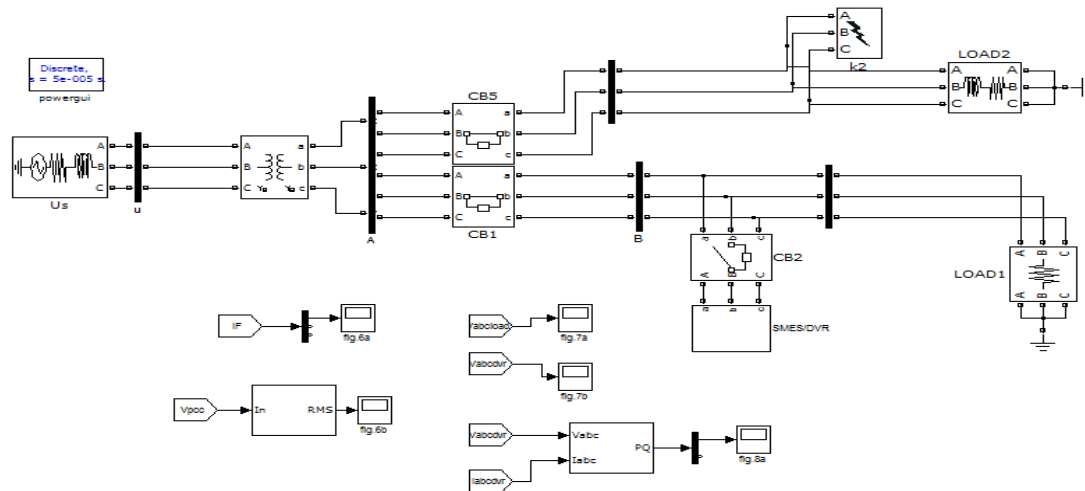 Discrete,
s = 5e-005 s.
powergui
A
B
C
Us
u
A
B
C
a
b
c
A
CB5
A
B
C
a
b
c
A
B
C
a
b
c
CB1
A
B
C
k2
LOAD2
A
B
C
A
B
C
B
a
b
c
A
B
C
CB2
a
b
c
SMES/DVR
A
B
C
LOAD1
A
B
C
IF
fig.6a
Vabcload
fig.7a
Vabcdvr
fig.7b
Vpcc
In
RMS
fig.6b
Vabcdvr
Iabcdvr
Vabc
Iabc
PQ
fig.8a